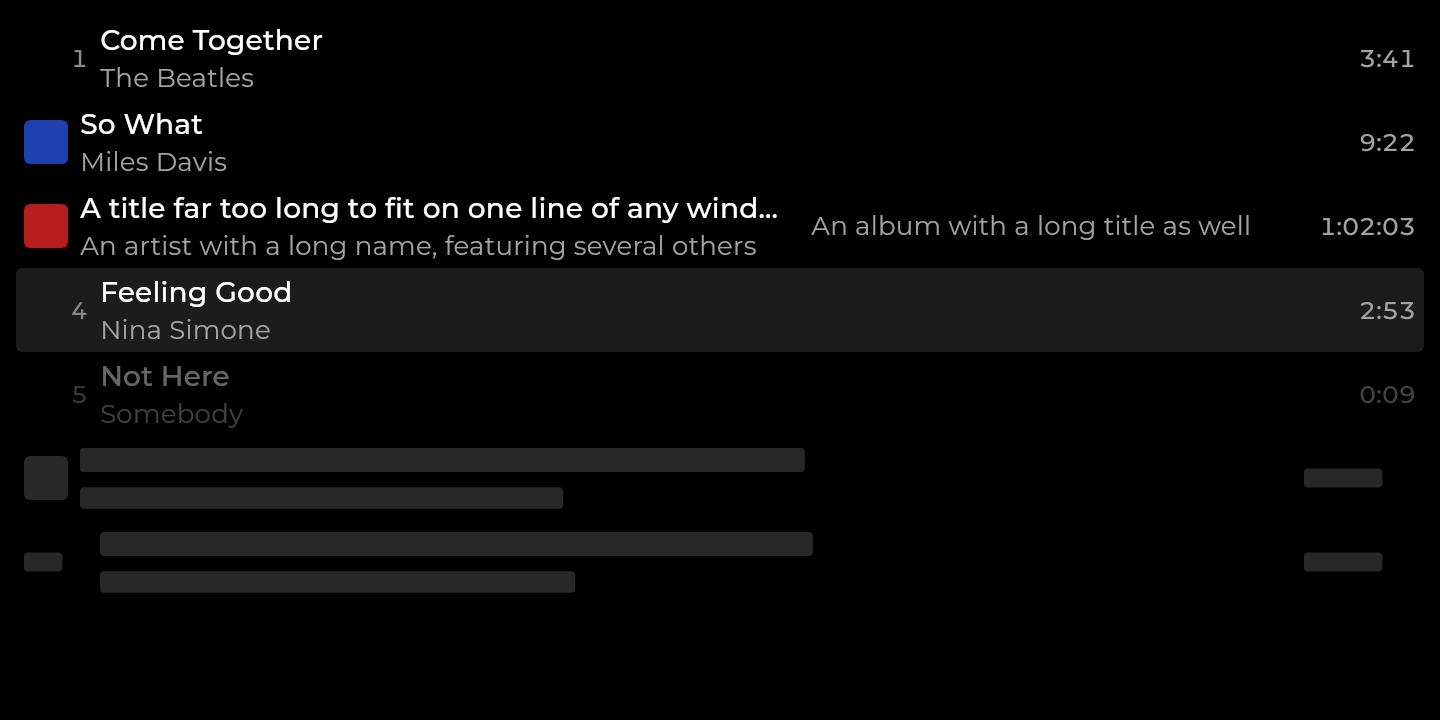 1
Come Together
The Beatles
3:41
So What
Miles Davis
9:22
A title far too long to fit on one line of any wind...
An artist with a long name, featuring several others
An album with a long title as well
1:02:03
4
Feeling Good
Nina Simone
2:53
5
Not Here
Somebody
0:09